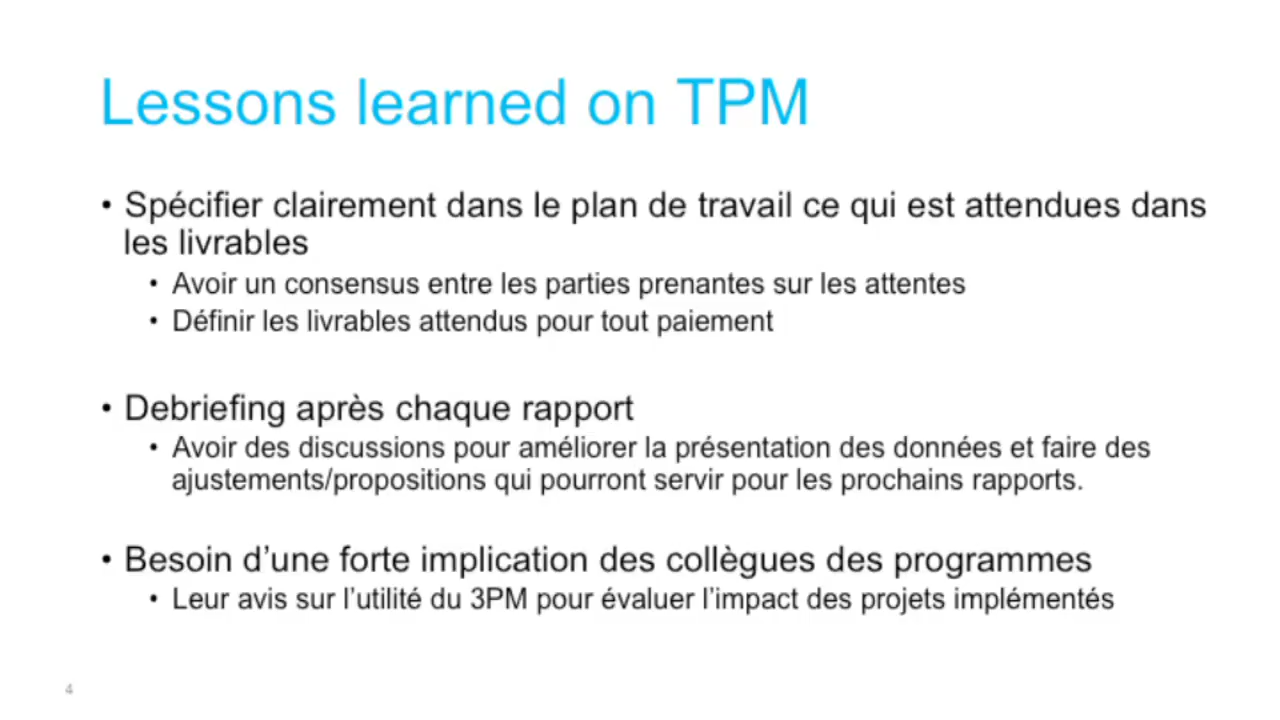 Lessons learned on TPM
• Spécifier clairement dans le plan de travail ce qui est attendues dans
les livrables
• Avoir un consensus entre les parties prenantes sur les attentes
• Définir les livrables attendus pour tout paiement
• Debriefing après chaque rapport
• Avoir des discussions pour améliorer la présentation des données et faire des
ajustements/propositions qui pourront servir pour les prochains rapports.
• Besoin d’une forte implication des collègues des programmes
• Leur avis sur l’utilité du 3PM pour évaluer l’impact des projets implémentés
4